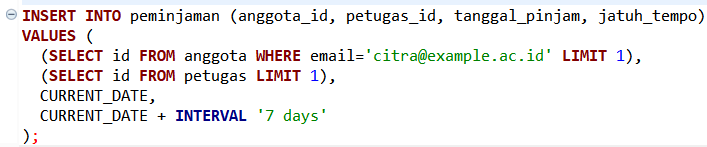 INSERT INTO peminjaman (anggota_id, petugas_id, tanggal_pinjam, jatuh_tempo)
VALUES (
  (SELECT id FROM anggota WHERE email='citra@example.ac.id' LIMIT 1),
  (SELECT id FROM petugas LIMIT 1),
  CURRENT_DATE,
  CURRENT_DATE + INTERVAL '7 days'
);